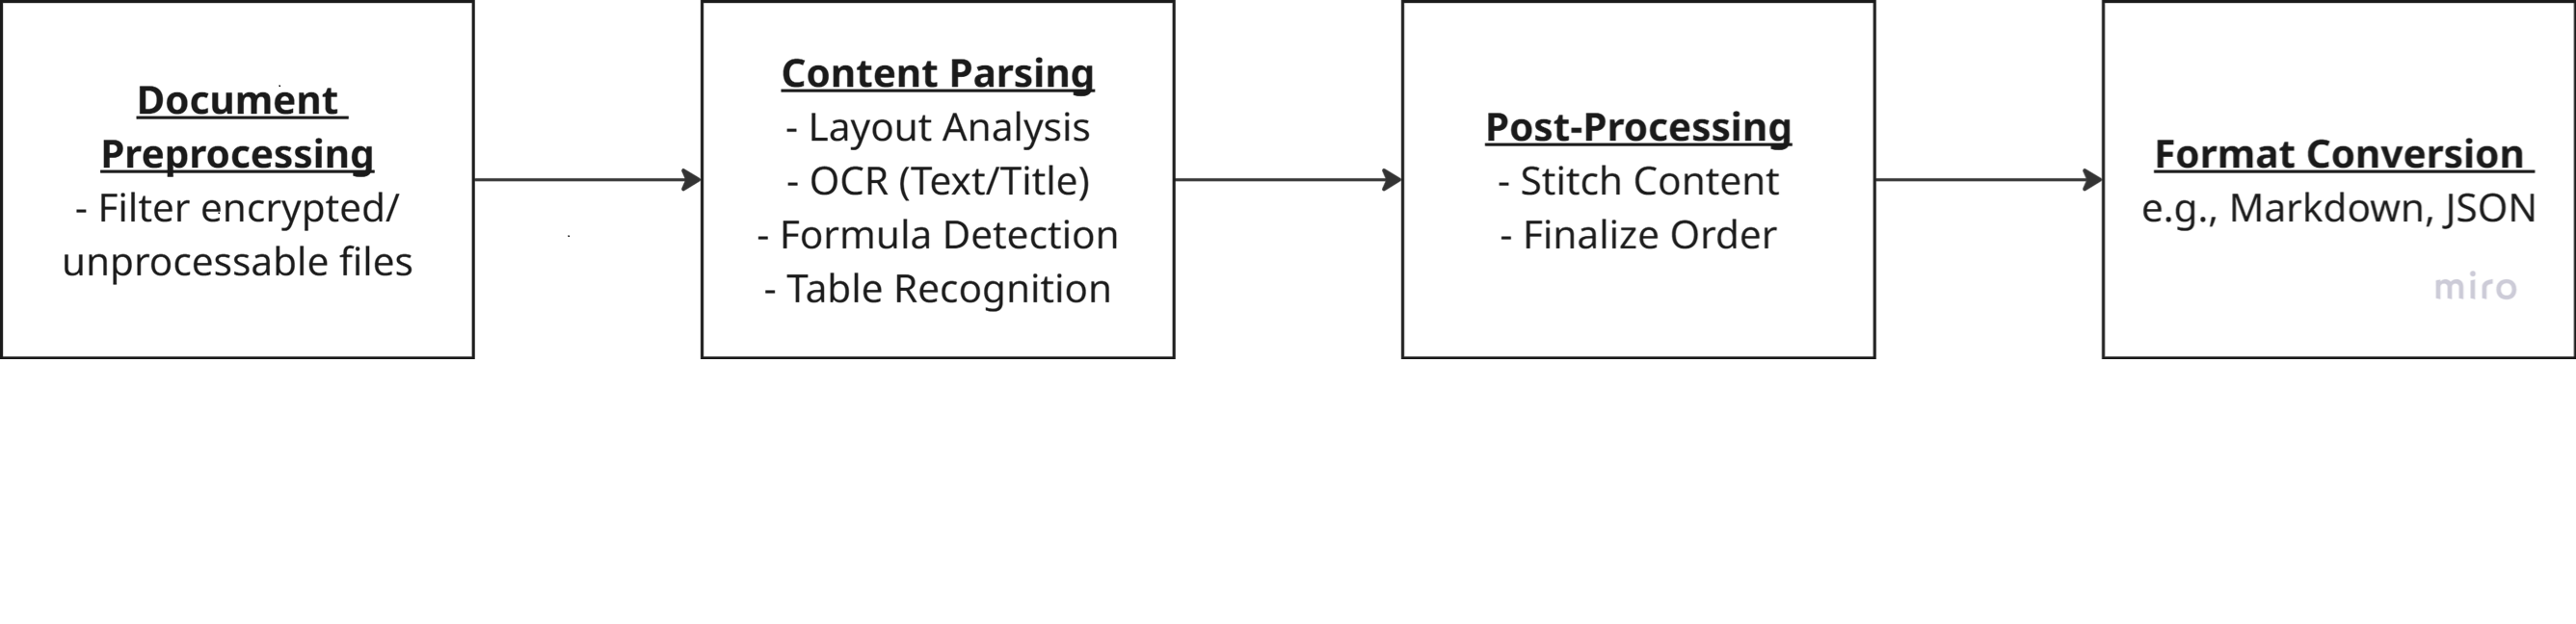 Document
Preprocessing
- Filter encrypted/
unprocessable files
Content Parsing
- Layout Analysis
- OCR (Text/Title)
- Formula Detection
- Table Recognition
Post-Processing
- Stitch Content
- Finalize Order
Format Conversion
e.g., Markdown, JSON
miro